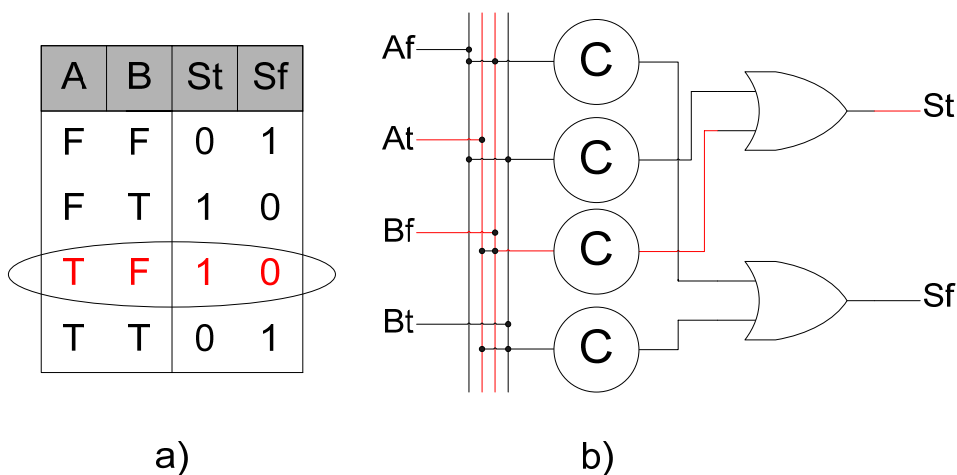 A B St Sf
F F 0 1
F T 1 0
T F 1 0
T T 0 1
a)
Af
At
Bf
Bt
C
C
C
C
St
Sf
b)